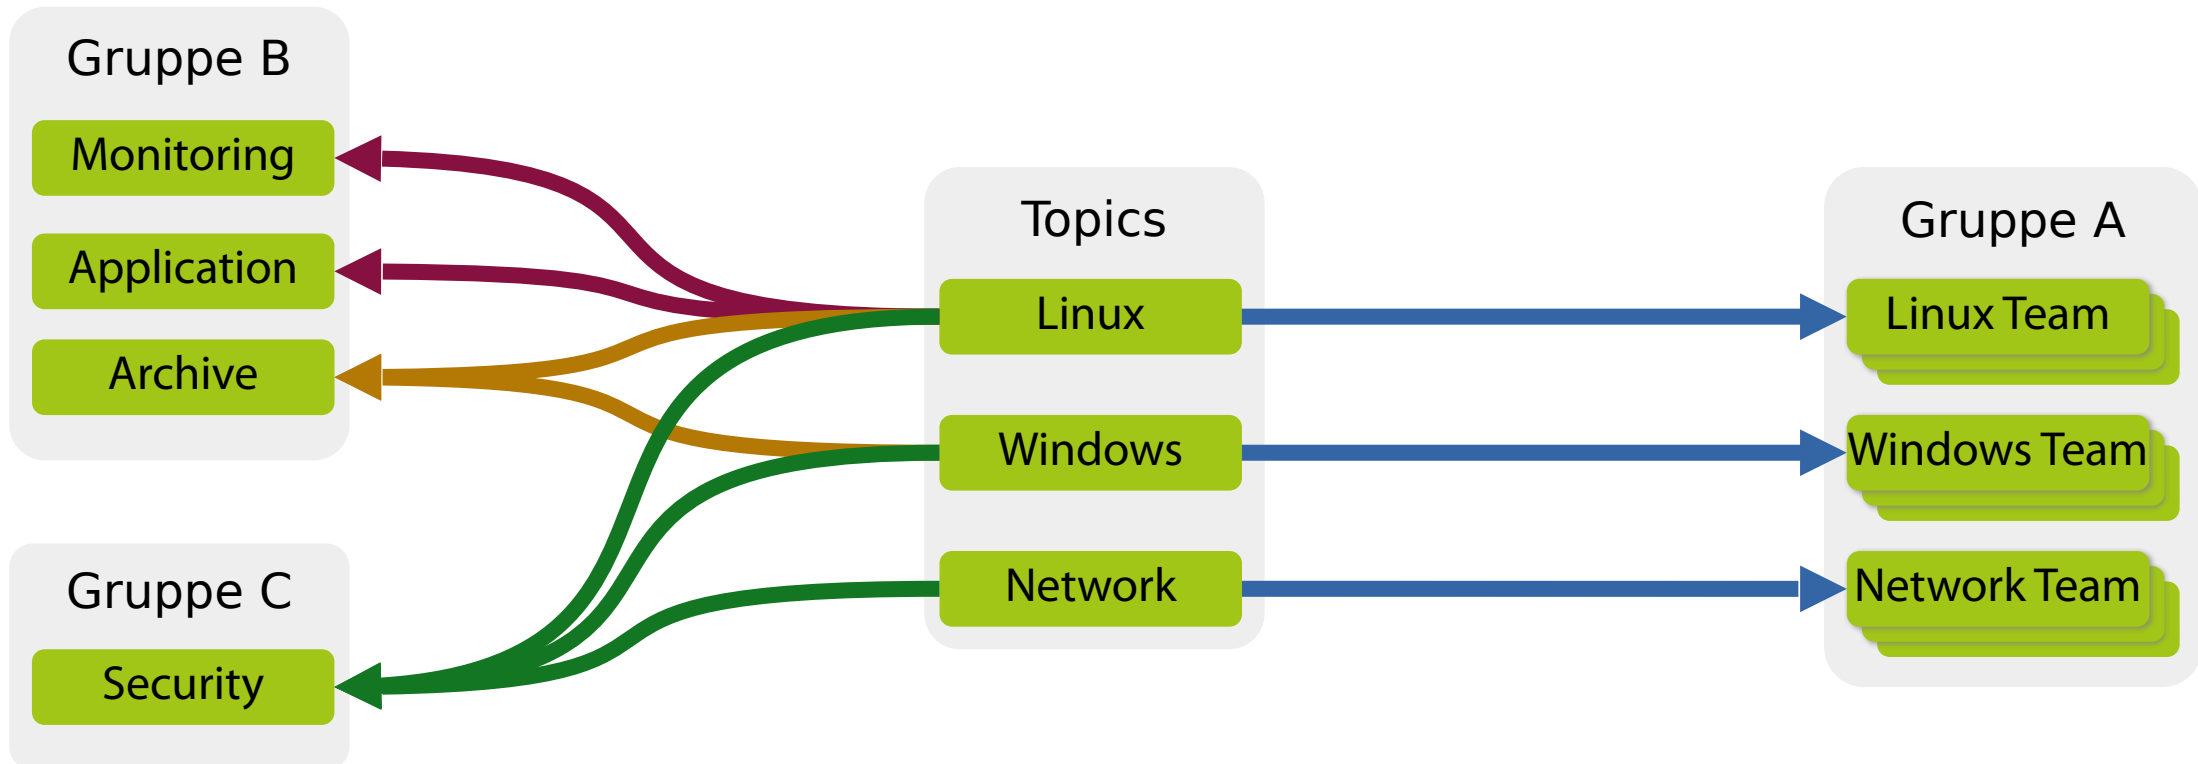 Gruppe B
Monitoring
Application
Archive
Gruppe C
Security
Topics
Linux
Windows
Network
Gruppe A
Linux Team
Windows Team
Network Team